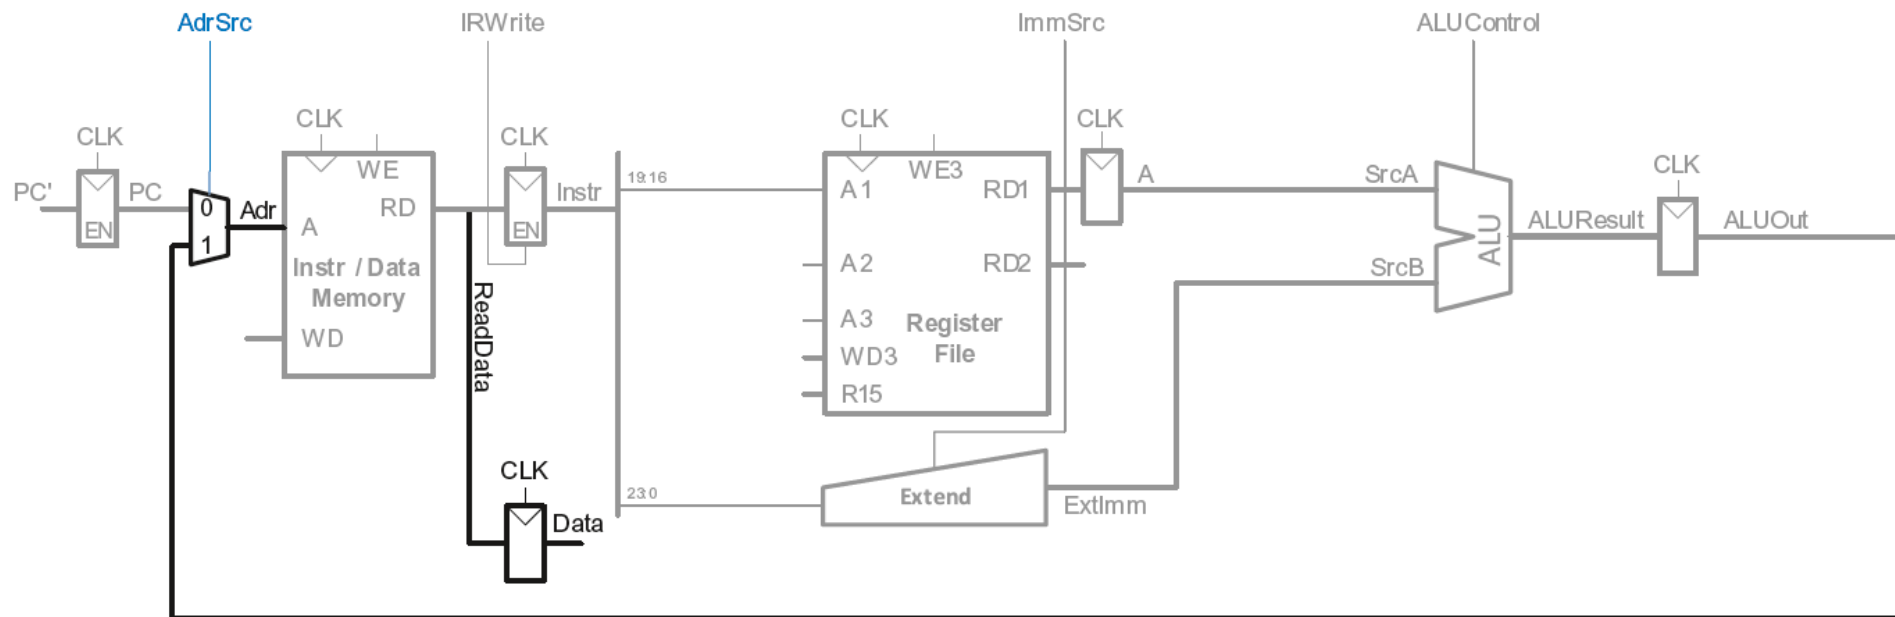 AdrSrc
IRWrite
ImmSrc
ALUControl
CLK
CLK
CLK
CLK
CLK
CLK
WE
WE3
PC'
PC
EN
0
1
Adr
A
RD
EN
Instr
19:16
A1
RD1
A
SrcA
ALU
ALUResult
ALUOut
Instr / Data
Memory
WD
ReadData
A2
RD2
SrcB
A3
WD3
R15
Register
File
CLK
Data
23:0
Extend
ExtImm